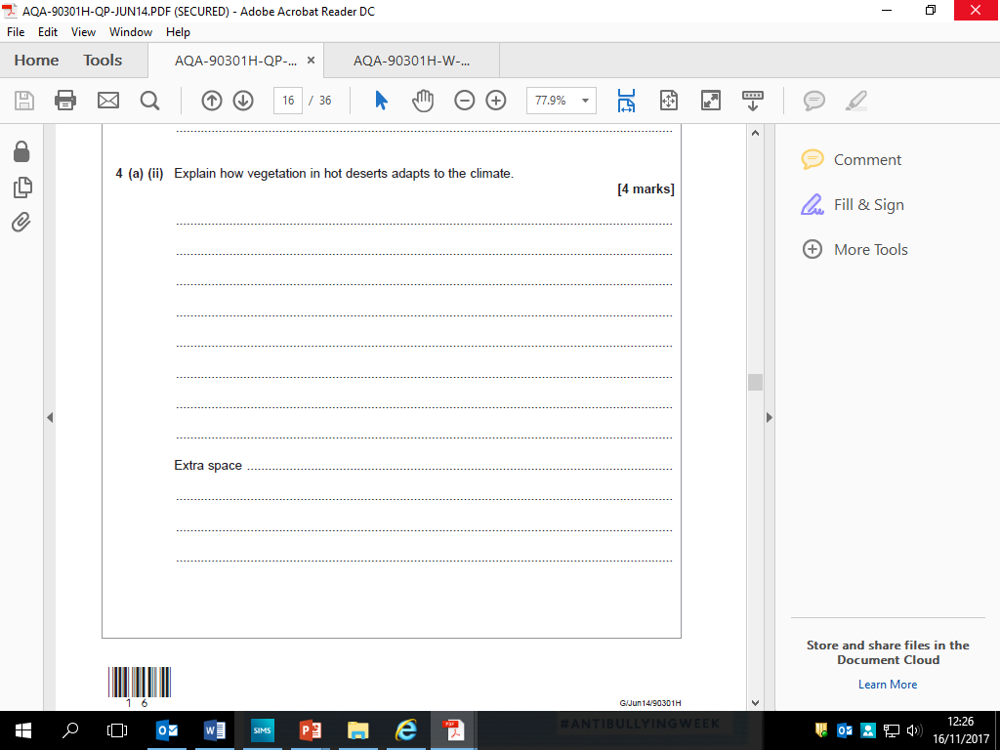 AQA-90301H-QP-JUN14.PDF (SECURED) - Adobe Acrobat Reader DC
File Edit View Window Help
Home Tools AQA-90301H-QP-... × AQA-90301H-W-...
16 / 36 77.9%
4 (a) (ii) Explain how vegetation in hot deserts adapts to the climate.
[4 marks]
Extra space
1 6
G/Jun14/90301H
Comment
Fill & Sign
More Tools
Store and share files in the
Document Cloud
Learn More
SIMS
#ANTIBULLYINGWEEK
12:26
16/11/2017